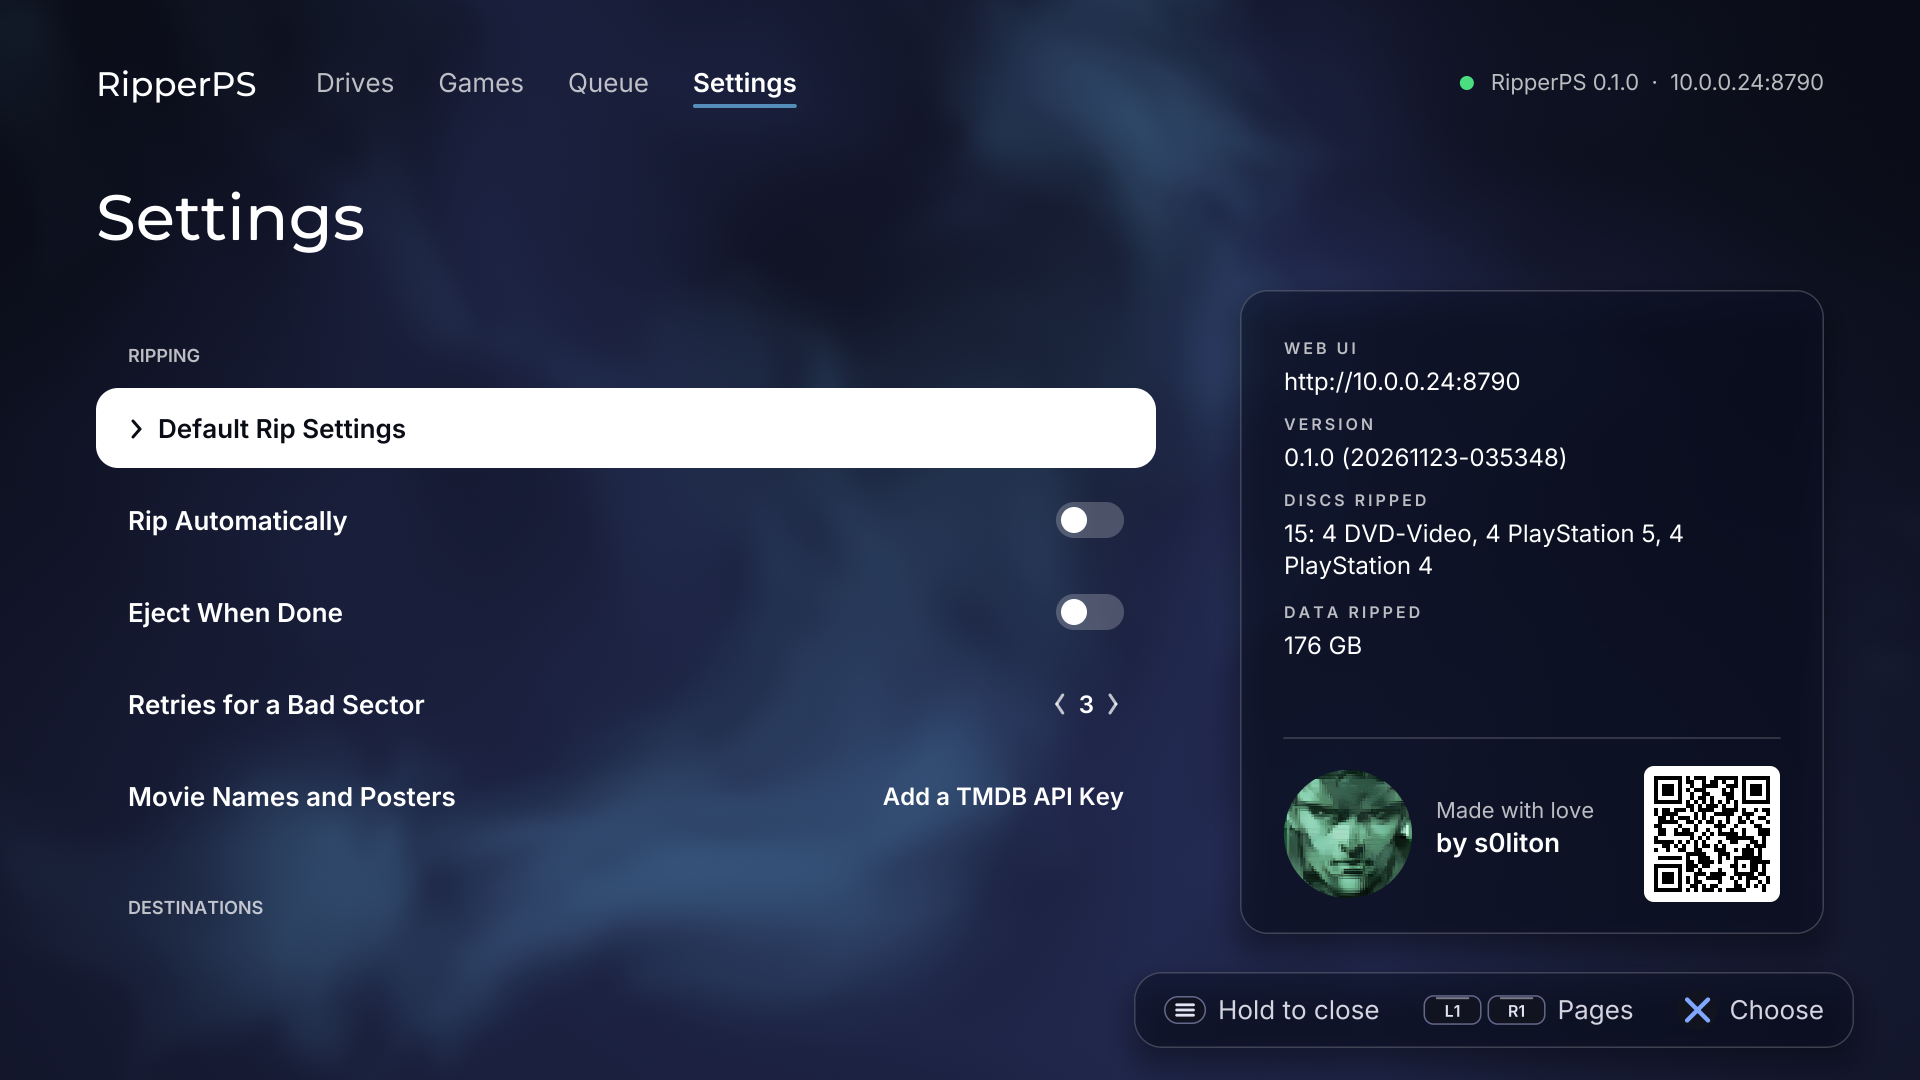 RipperPS Drives Games Queue Settings RipperPS 0.1.0 · 10.0.0.24:8790
Settings
RIPPING
Default Rip Settings
Rip Automatically
Eject When Done
Retries for a Bad Sector 3
Movie Names and Posters Add a TMDB API Key
DESTINATIONS
WEB UI
http://10.0.0.24:8790
VERSION
0.1.0 (20261123-035348)
DISCS RIPPED
15: 4 DVD-Video, 4 PlayStation 5, 4
PlayStation 4
DATA RIPPED
176 GB
Made with love
by s0liton
Hold to close L1 R1 Pages Choose